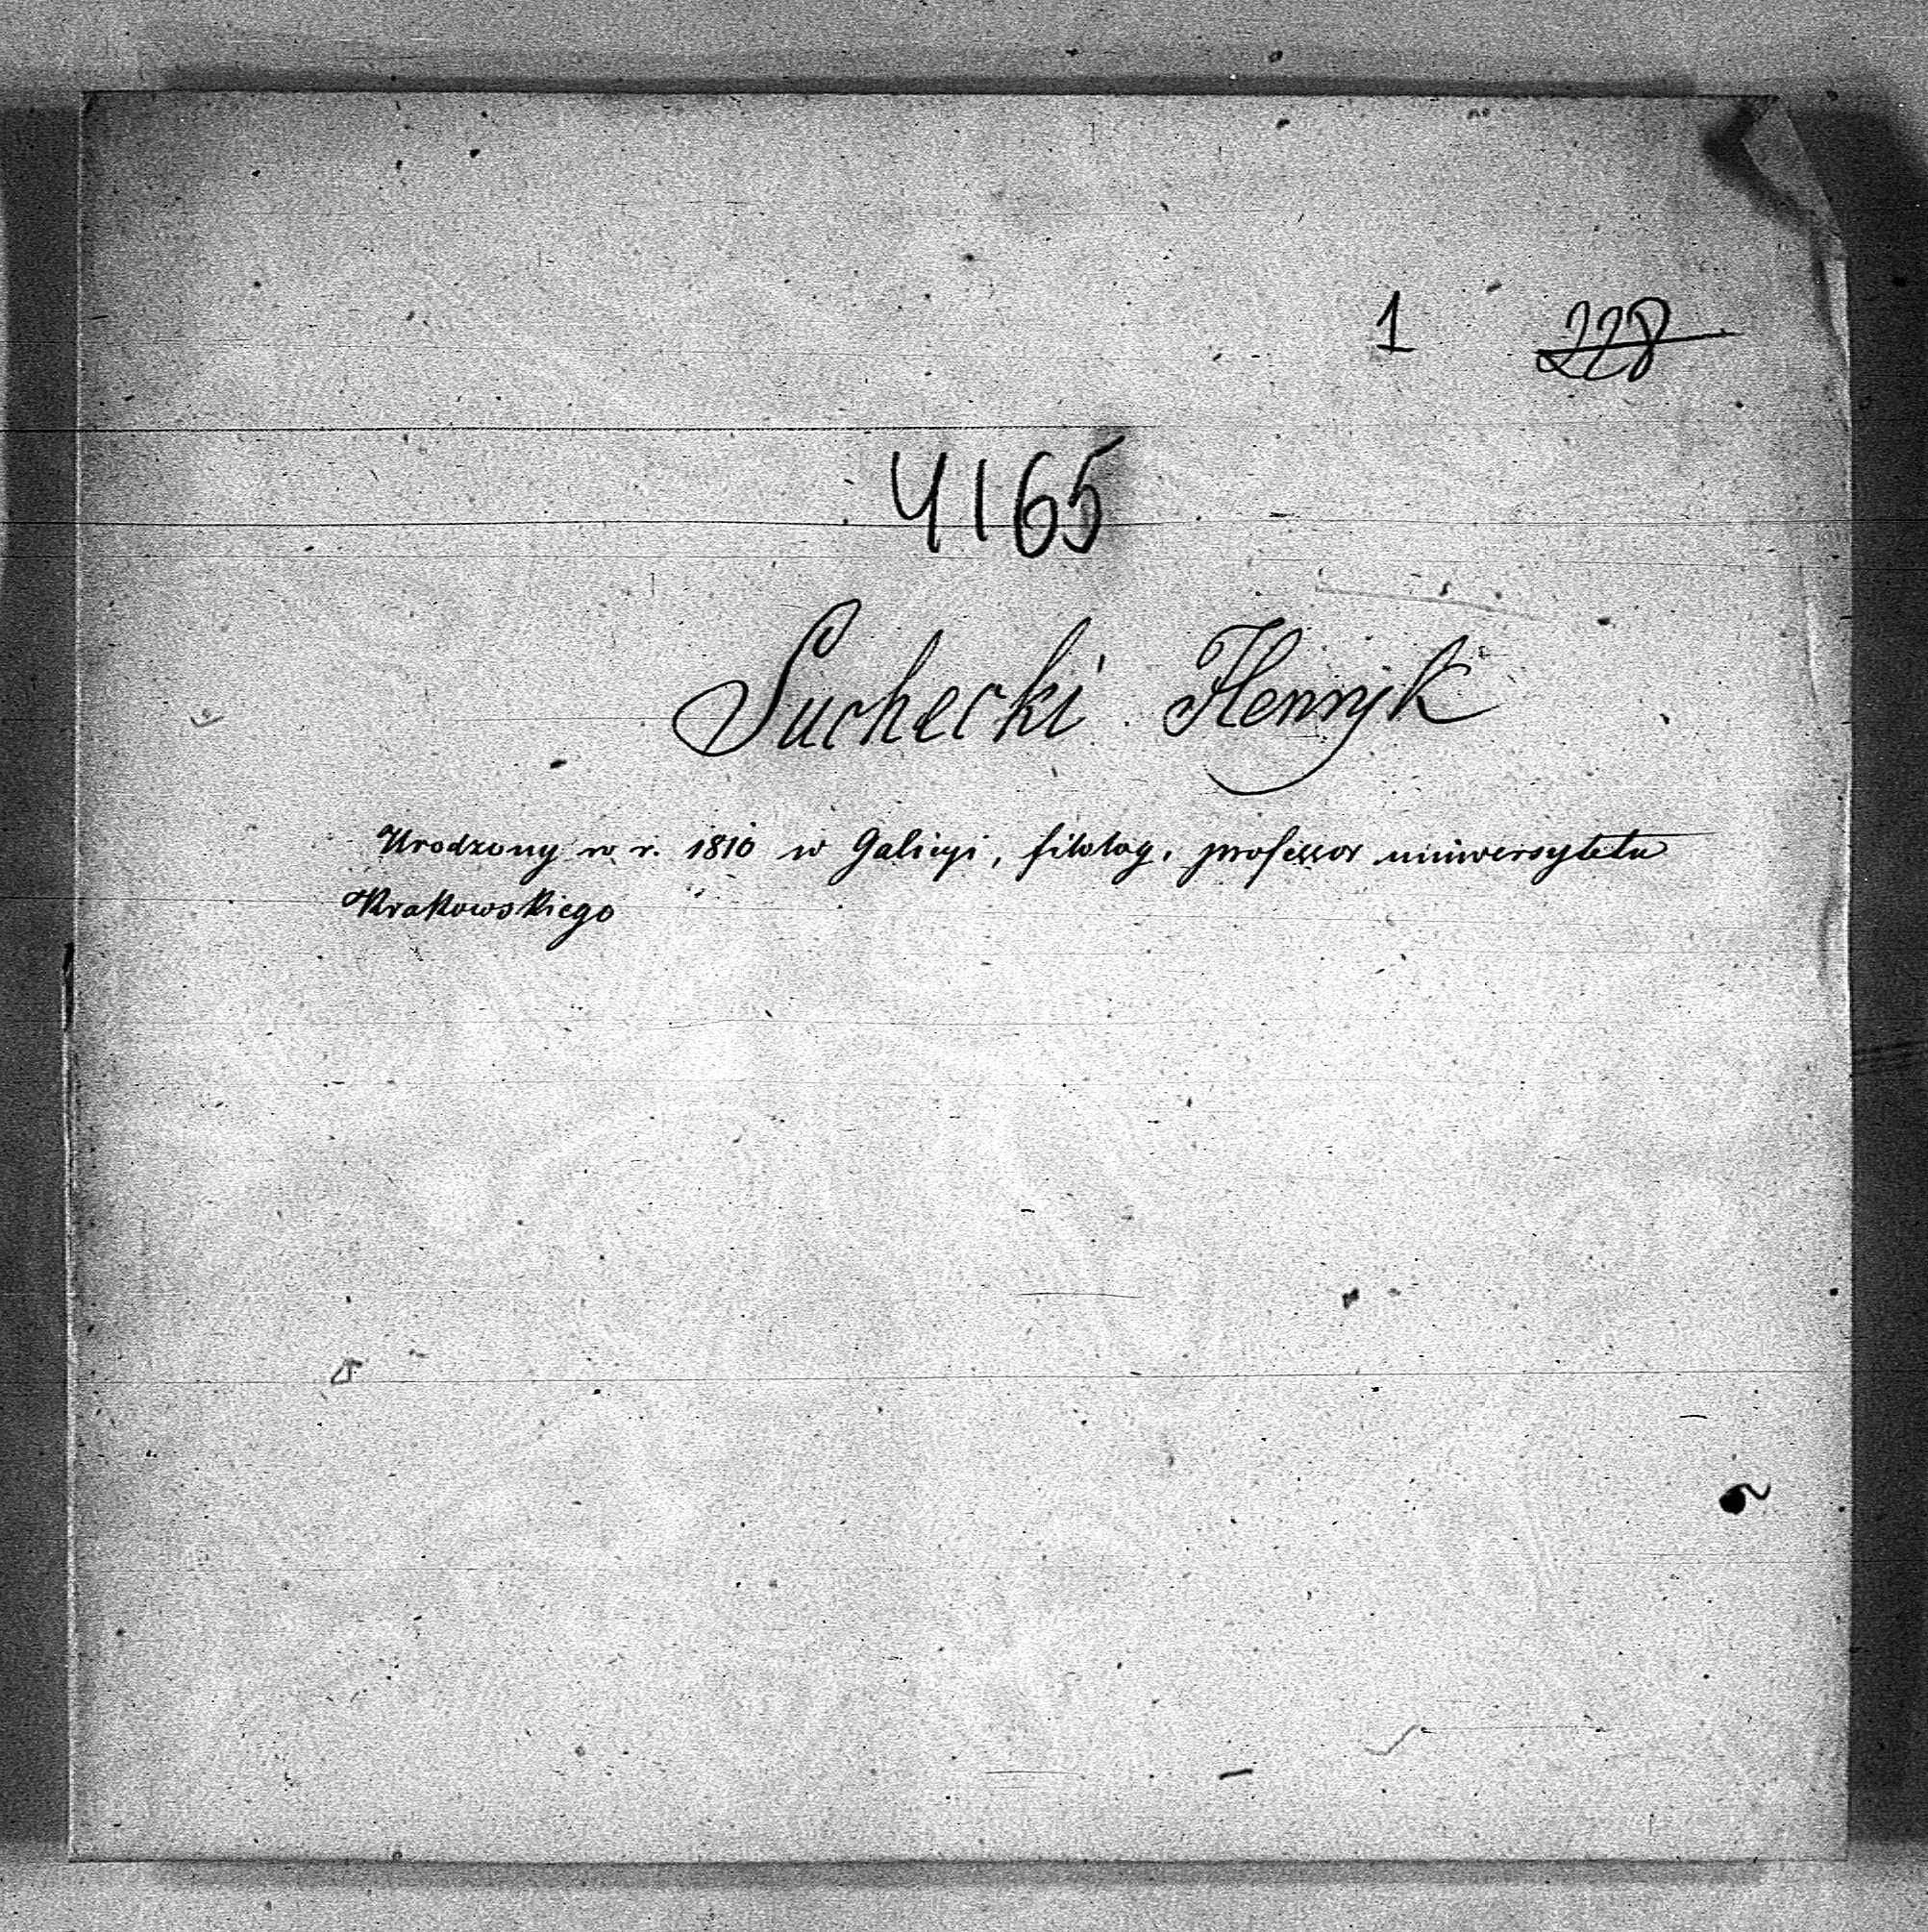 1 228
4165
Suchecki Henryk
Urodzony w r. 1810 w Galicyi, filolog, professor uniwersytetu
Krakowskiego